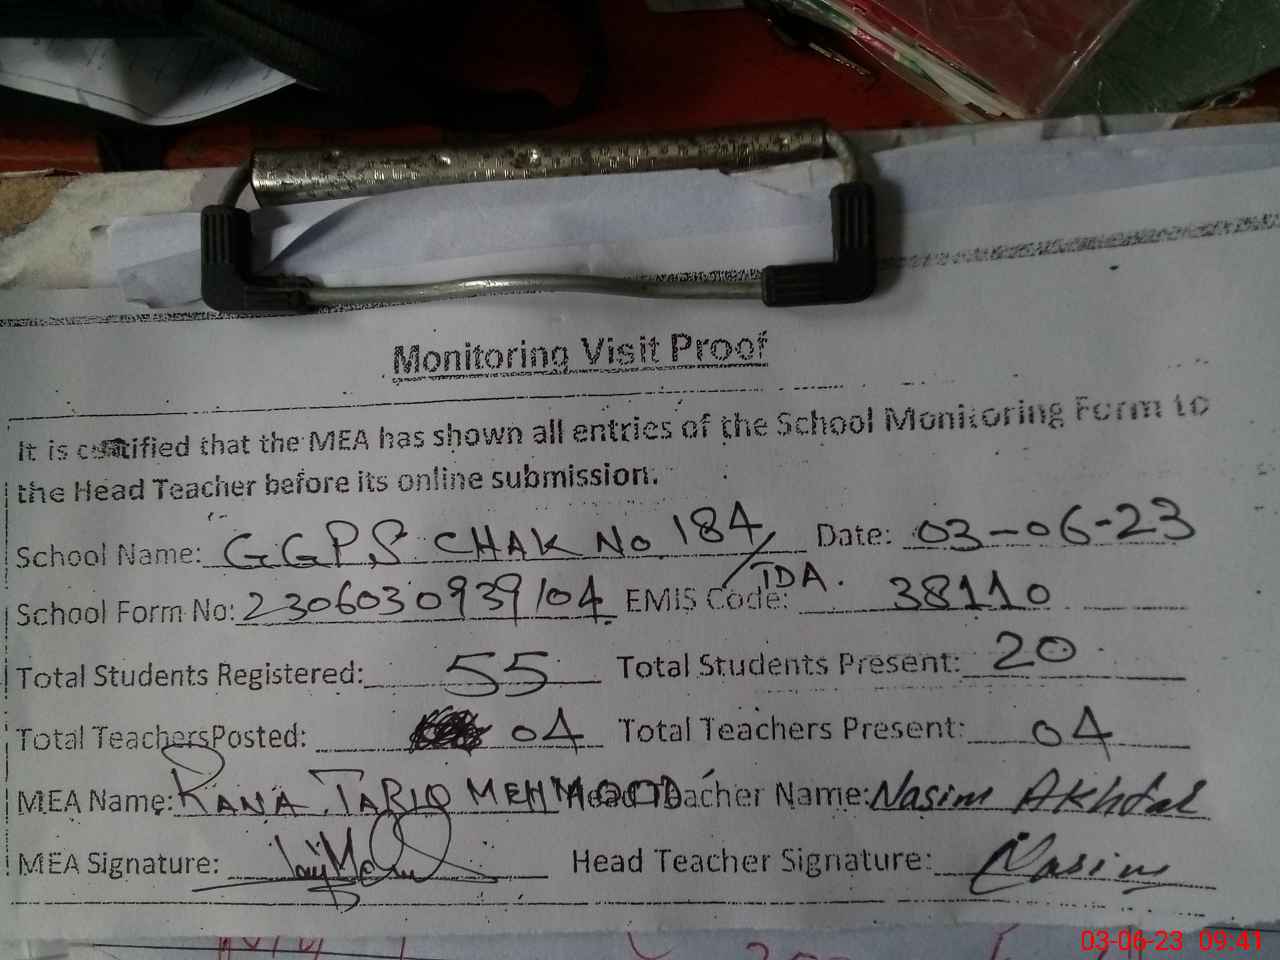 Monitoring Visit Proof
It is certified that the MEA has shown all entries of the School Monitoring Form to
the Head Teacher before its online submission.
School Name: GGPS CHAK No 184/TDA. Date: 03-06-23
School Form No: 2306030939104 EMIS Code: 38110
Total Students Registered: 55 Total Students Present: 20
Total TeachersPosted: 04 Total Teachers Present: 04
MEA Name: RANA TARIQ MEHMOOD Head Teacher Name: Nasim Akhtar
MEA Signature: Head Teacher Signature: Nasim
03-06-23 09:41